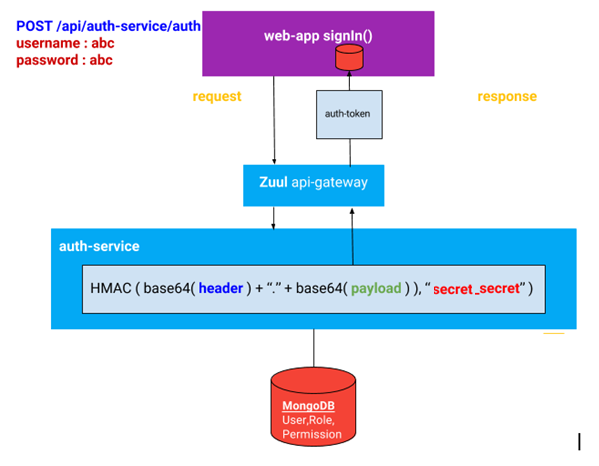 POST /api/auth-service/auth
username : abc
password : abc
web-app signIn()
request
response
auth-token
Zuul api-gateway
auth-service
HMAC ( base64( header ) + “.” + base64( payload ) ), “ secret_secret” )
MongoDB
User,Role,
Permission